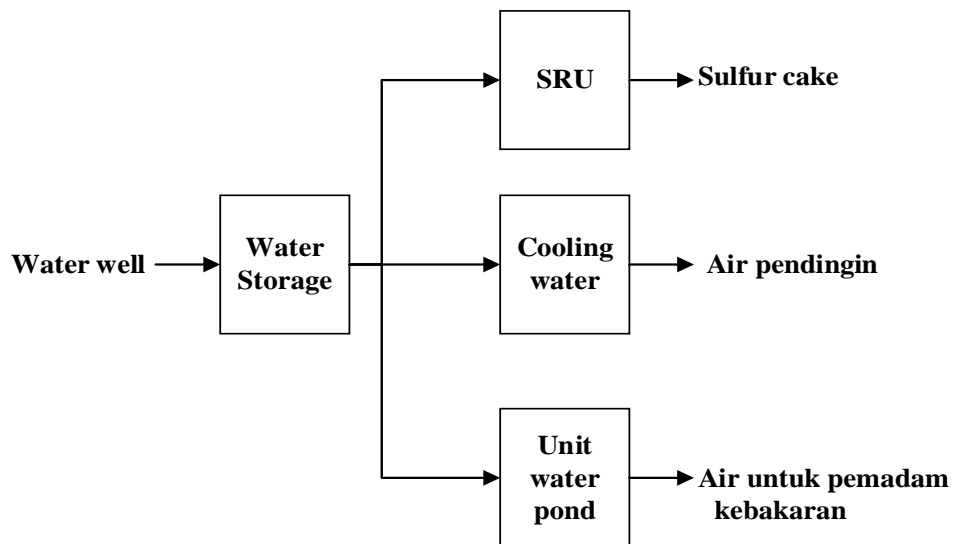 SRU
Sulfur cake
Water well
Water
Storage
Cooling
water
Air pendingin
Unit
water
pond
Air untuk pemadam
kebakaran